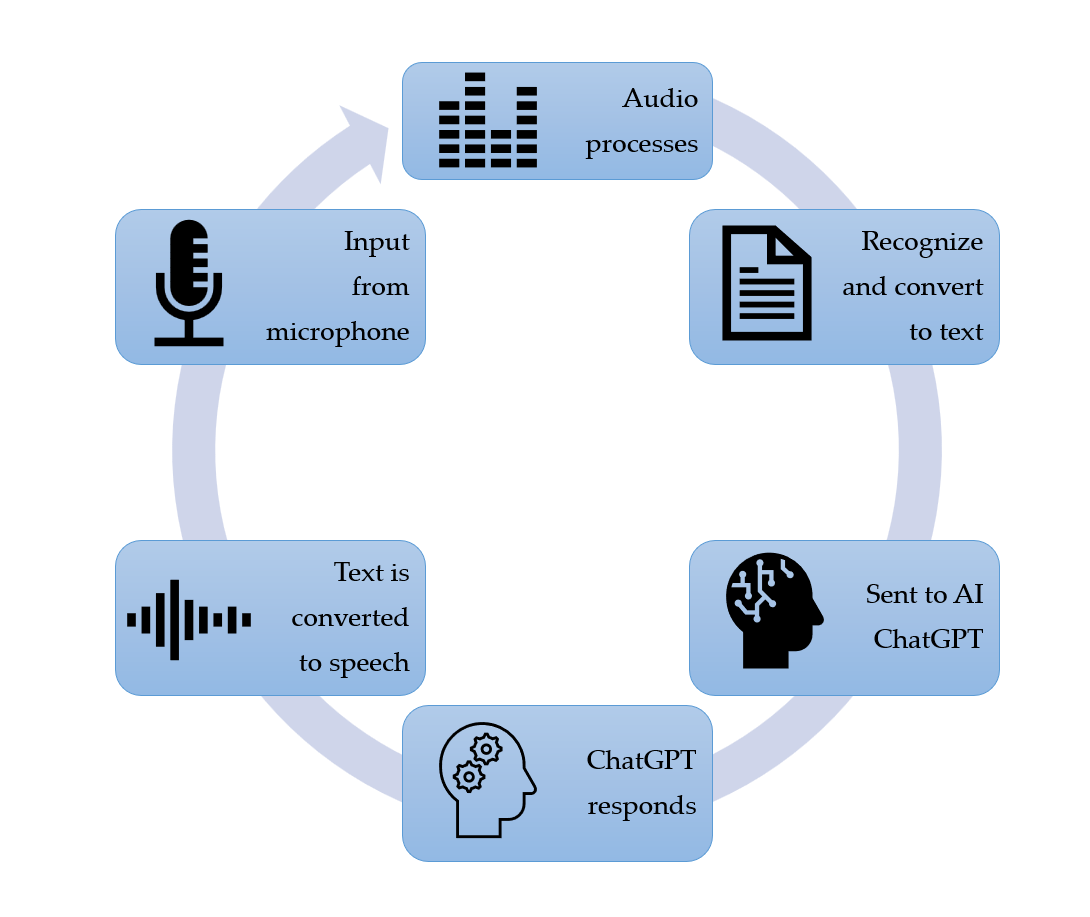 Audio
processes
Recognize
and convert
to text
Sent to AI
ChatGPT
ChatGPT
responds
Text is
converted
to speech
Input
from
microphone